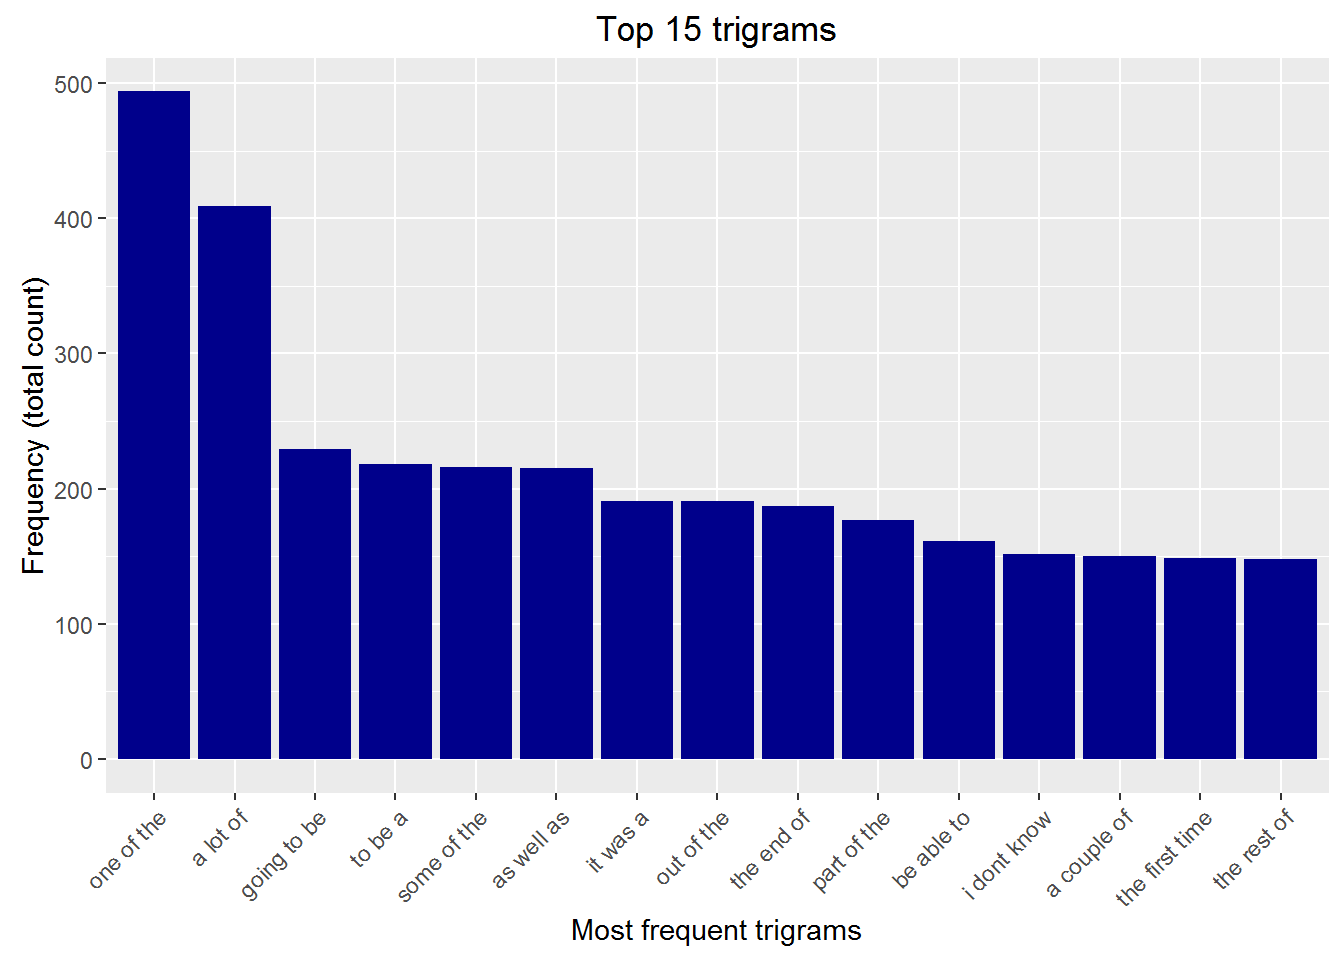 Top 15 trigrams
Frequency (total count)
500
400
300
200
100
0
one of the
a lot of
going to be
to be a
some of the
as well as
it was a
out of the
the end of
part of the
be able to
i dont know
a couple of
the first time
the rest of
Most frequent trigrams